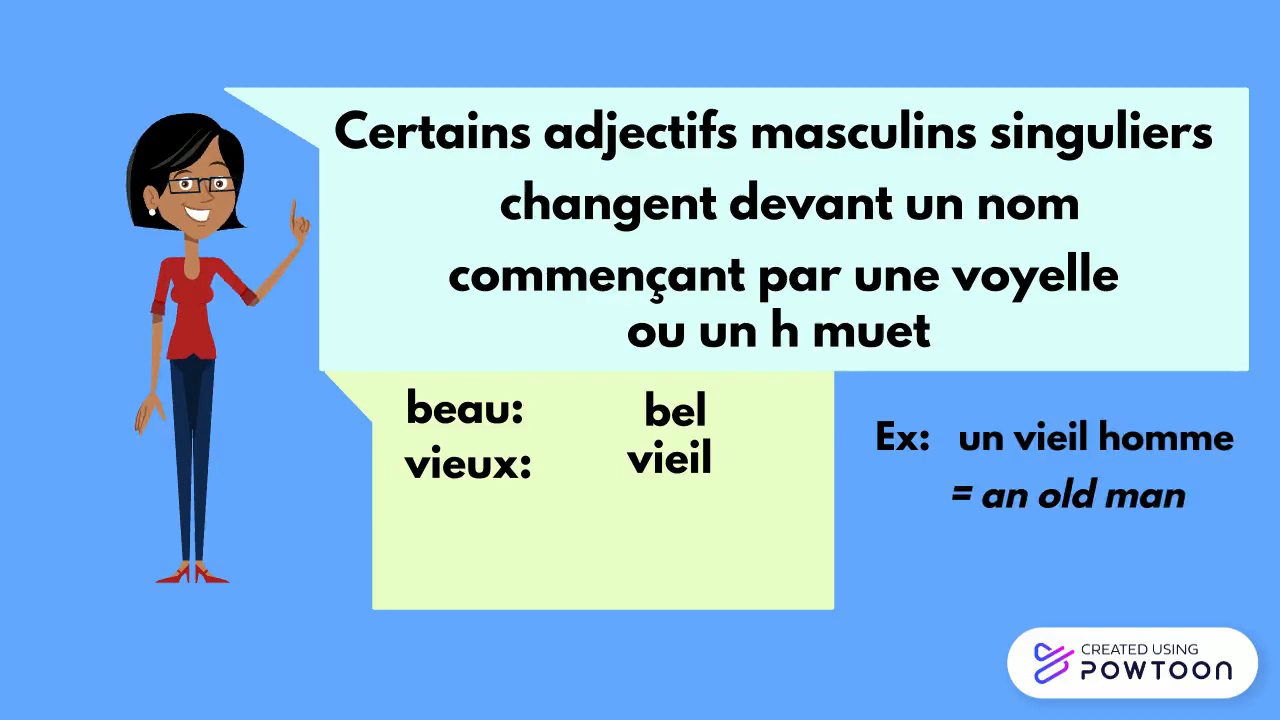 Certains adjectifs masculins singuliers
changent devant un nom
commençant par une voyelle
ou un h muet
beau: bel
vieux: vieil
Ex: un vieil homme
= an old man
CREATED USING
POWTOON